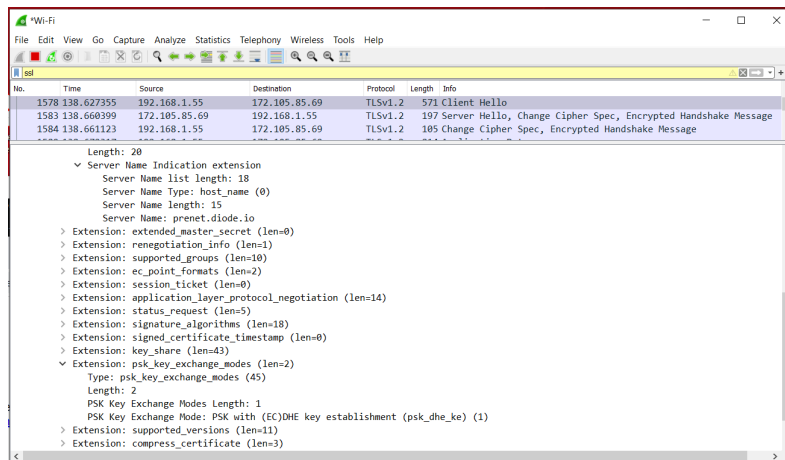 *Wi-Fi
File Edit View Go Capture Analyze Statistics Telephony Wireless Tools Help
ssl
No. Time Source Destination Protocol Length Info
1578 138.627355 192.168.1.55 172.105.85.69 TLSv1.2 571 Client Hello
1583 138.660399 172.105.85.69 192.168.1.55 TLSv1.2 197 Server Hello, Change Cipher Spec, Encrypted Handshake Message
1584 138.661123 192.168.1.55 172.105.85.69 TLSv1.2 105 Change Cipher Spec, Encrypted Handshake Message
Length: 20
Server Name Indication extension
Server Name list length: 18
Server Name Type: host_name (0)
Server Name length: 15
Server Name: prenet.diode.io
Extension: extended_master_secret (len=0)
Extension: renegotiation_info (len=1)
Extension: supported_groups (len=10)
Extension: ec_point_formats (len=2)
Extension: session_ticket (len=0)
Extension: application_layer_protocol_negotiation (len=14)
Extension: status_request (len=5)
Extension: signature_algorithms (len=18)
Extension: signed_certificate_timestamp (len=0)
Extension: key_share (len=43)
Extension: psk_key_exchange_modes (len=2)
Type: psk_key_exchange_modes (45)
Length: 2
PSK Key Exchange Modes Length: 1
PSK Key Exchange Mode: PSK with (EC)DHE key establishment (psk_dhe_ke) (1)
Extension: supported_versions (len=11)
Extension: compress_certificate (len=3)